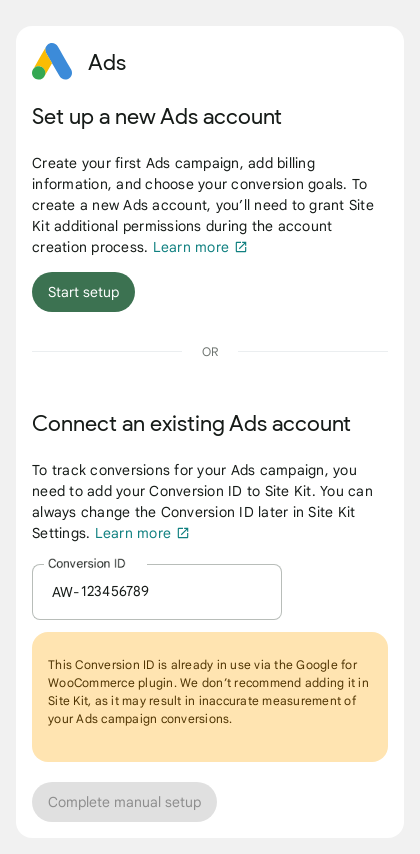 Ads
Set up a new Ads account
Create your first Ads campaign, add billing
information, and choose your conversion goals. To
create a new Ads account, you’ll need to grant Site
Kit additional permissions during the account
creation process. Learn more
Start setup
OR
Connect an existing Ads account
To track conversions for your Ads campaign, you
need to add your Conversion ID to Site Kit. You can
always change the Conversion ID later in Site Kit
Settings. Learn more
Conversion ID
AW- 123456789
This Conversion ID is already in use via the Google for
WooCommerce plugin. We don’t recommend adding it in
Site Kit, as it may result in inaccurate measurement of
your Ads campaign conversions.
Complete manual setup